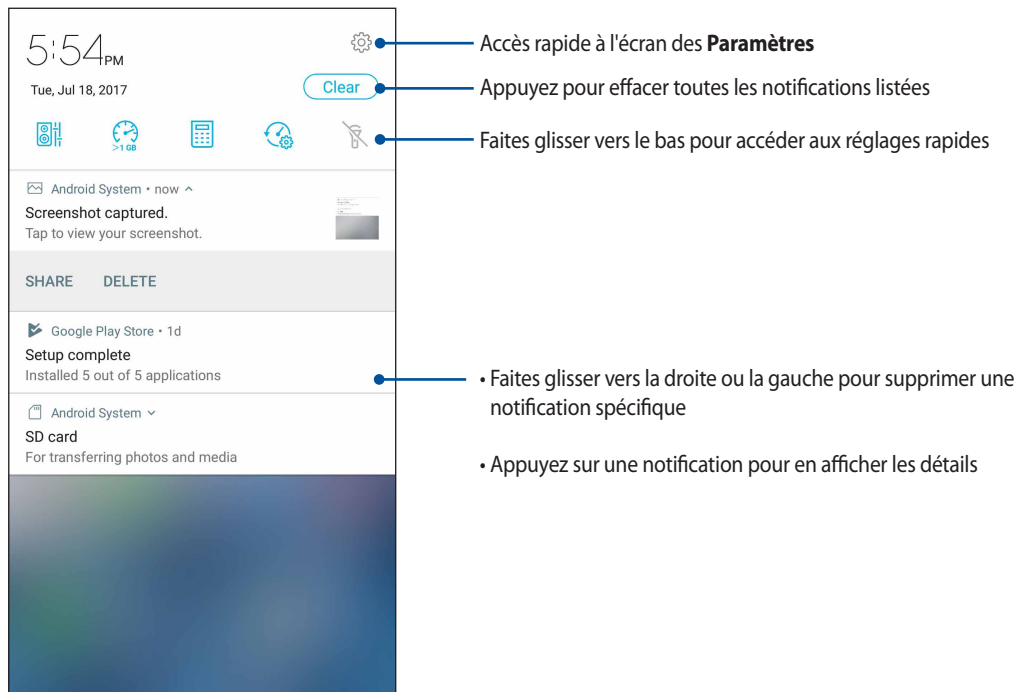 5:54PM
Accès rapide à l'écran des Paramètres
Tue, Jul 18, 2017
Clear
Appuyez pour effacer toutes les notifications listées
>1 GB
Faites glisser vers le bas pour accéder aux réglages rapides
Android System • now
Screenshot captured.
Tap to view your screenshot.
SHARE DELETE
Google Play Store • 1d
Setup complete
Installed 5 out of 5 applications
• Faites glisser vers la droite ou la gauche pour supprimer une
notification spécifique
Android System
SD card
For transferring photos and media
• Appuyez sur une notification pour en afficher les détails